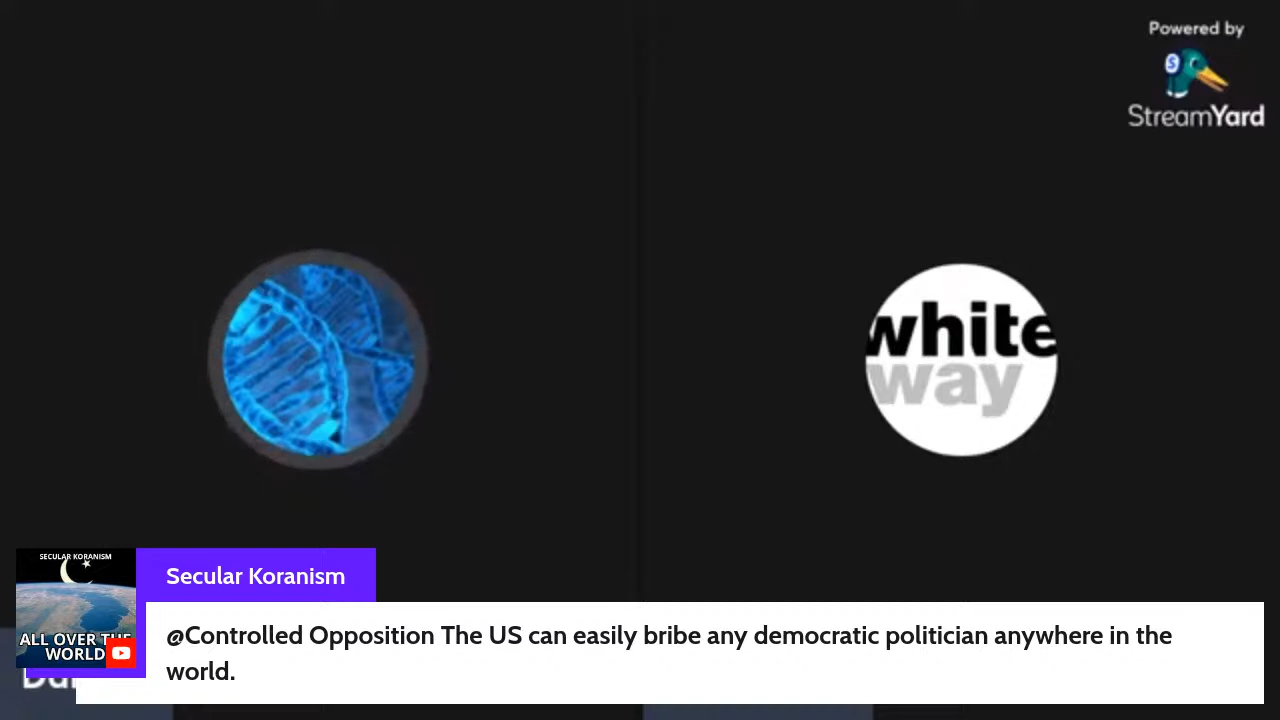 Powered by
StreamYard
white
way
SECULAR KORANISM
ALL OVER THE
WORLD
Secular Koranism
@Controlled Opposition The US can easily bribe any democratic politician anywhere in the
world.